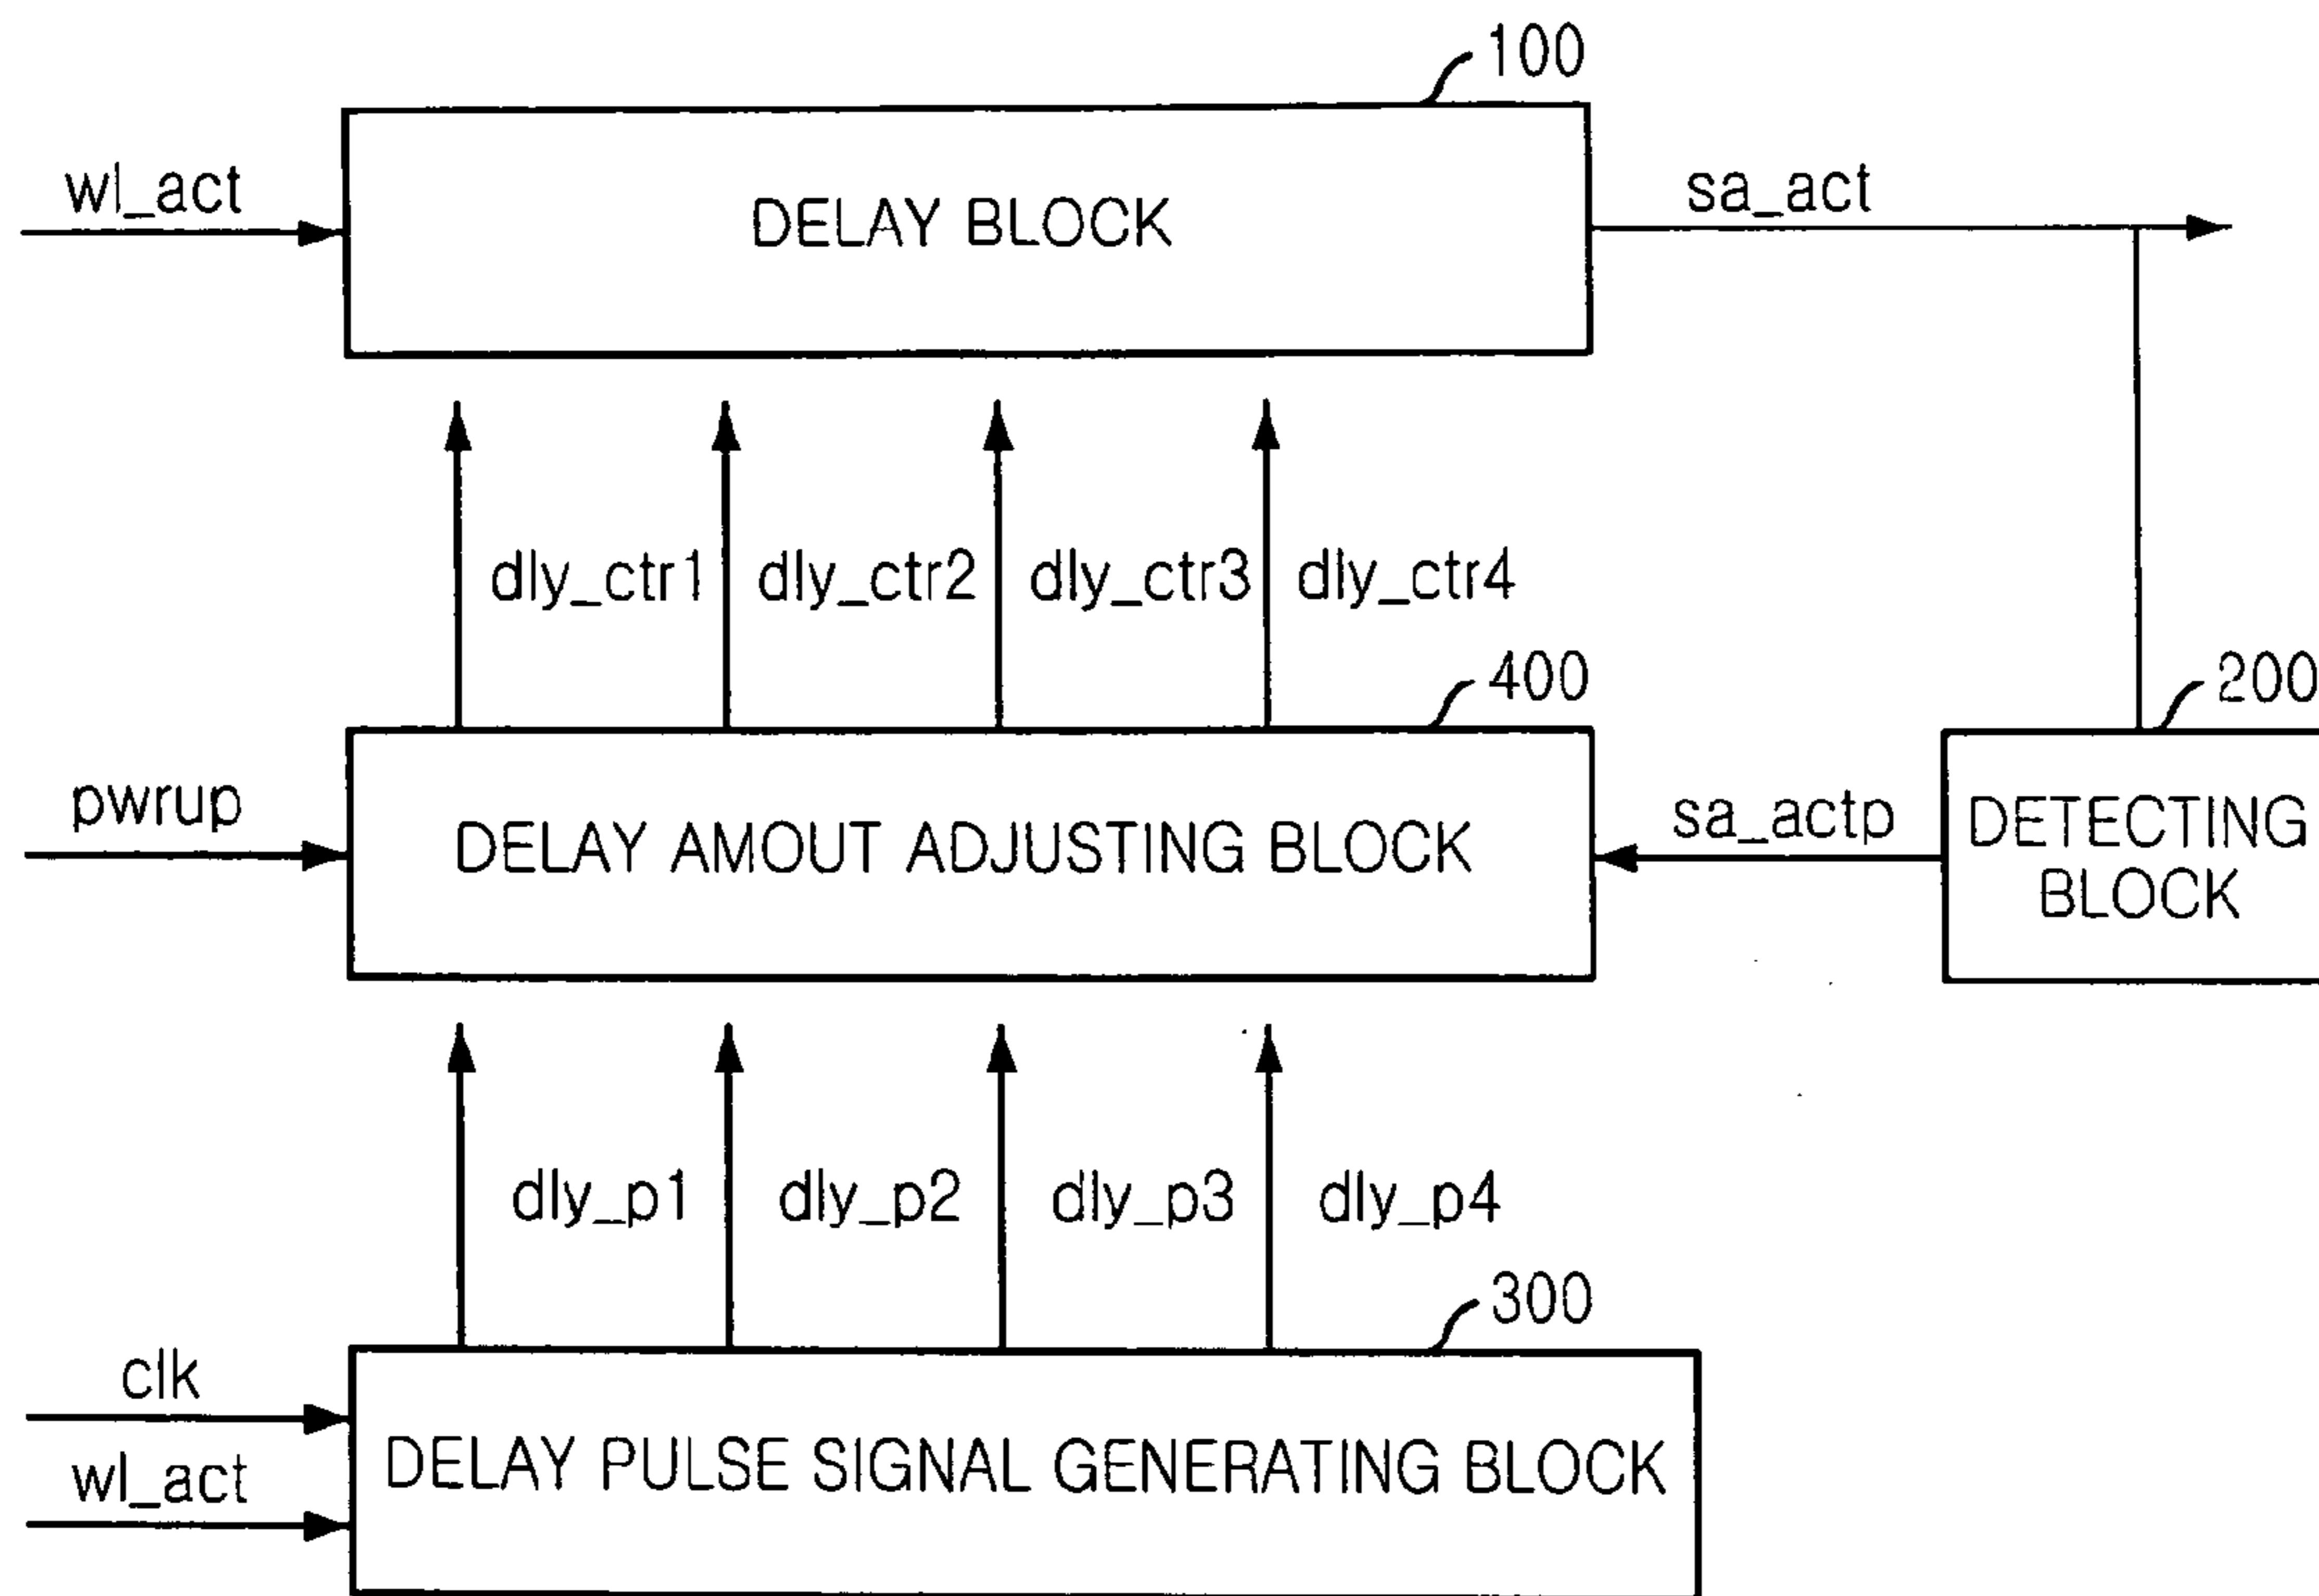 100
wl_act
DELAY BLOCK
sa_act
dly_ctr1
dly_ctr2
dly_ctr3
dly_ctr4
400
200
pwrup
DELAY AMOUT ADJUSTING BLOCK
sa_actp
DETECTING
BLOCK
dly_p1
dly_p2
dly_p3
dly_p4
300
clk
wl_act
DELAY PULSE SIGNAL GENERATING BLOCK